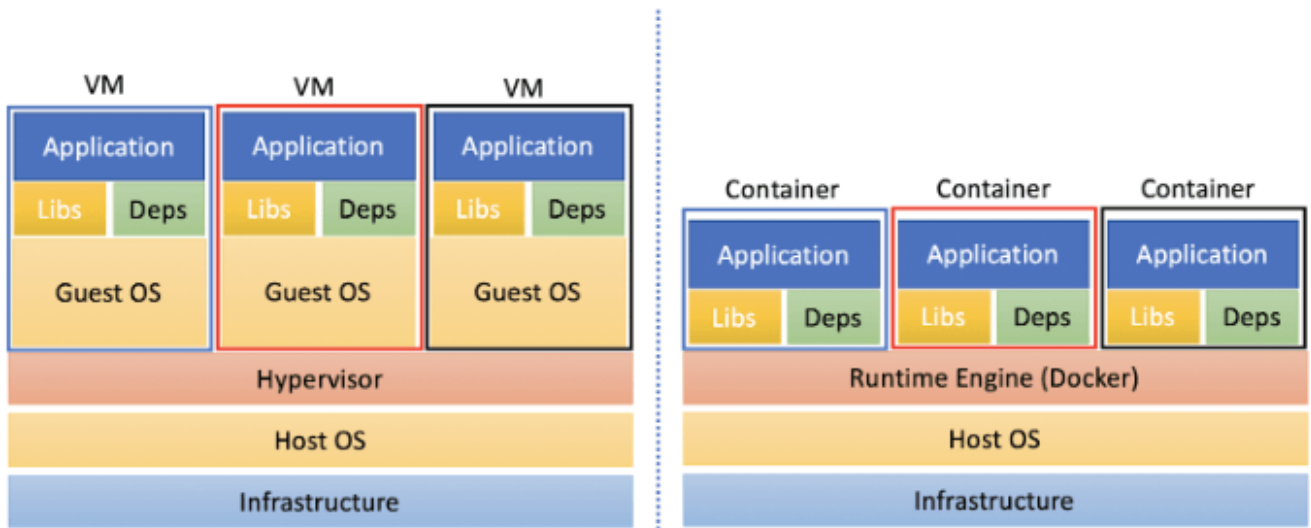 VM VM VM
Application Application Application
Libs Deps Libs Deps Libs Deps
Guest OS Guest OS Guest OS
Hypervisor
Host OS
Infrastructure
Container Container Container
Application Application Application
Libs Deps Libs Deps Libs Deps
Runtime Engine (Docker)
Host OS
Infrastructure